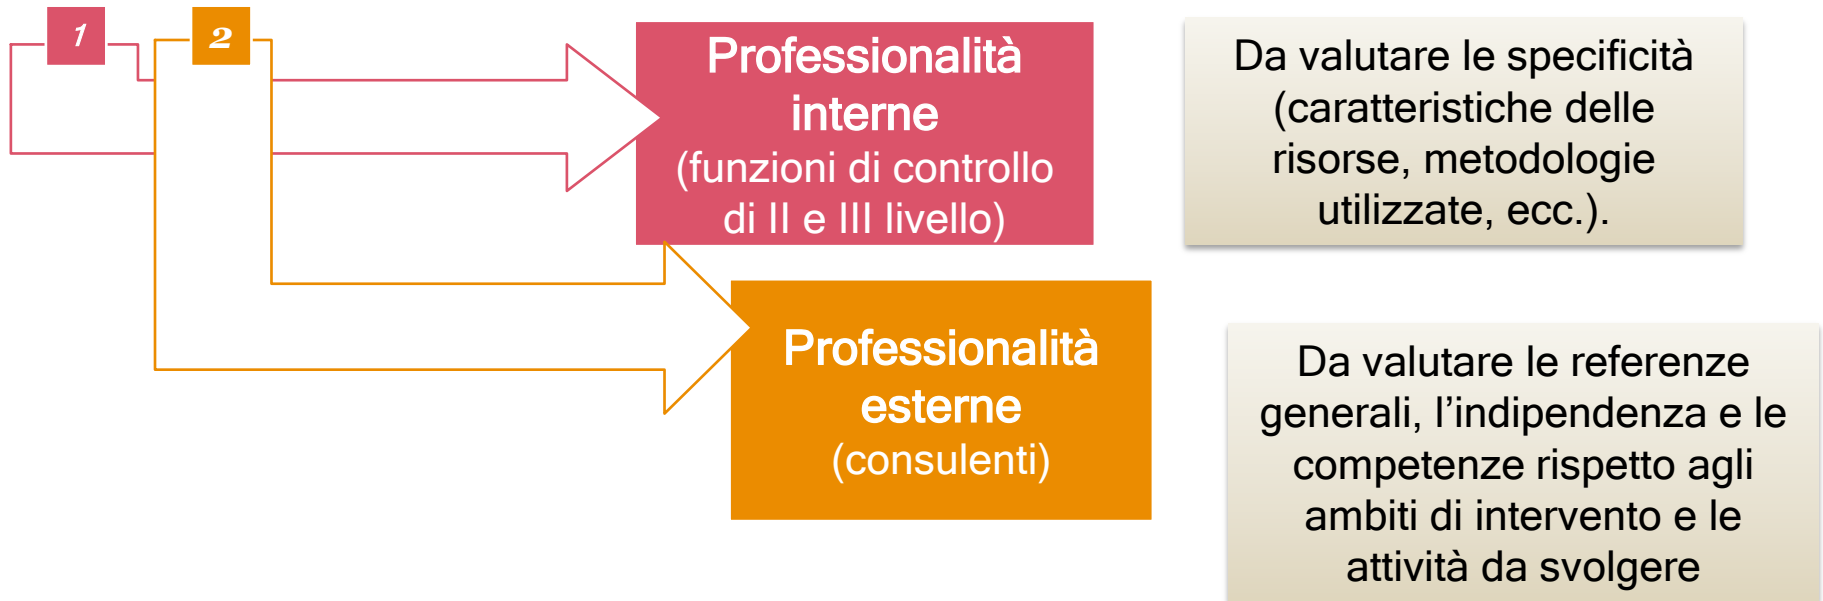 1
2
Professionalità
interne
(funzioni di controllo
di II e III livello)
Da valutare le specificità
(caratteristiche delle
risorse, metodologie
utilizzate, ecc.).
Professionalità
esterne
(consulenti)
Da valutare le referenze
generali, l’indipendenza e le
competenze rispetto agli
ambiti di intervento e le
attività da svolgere